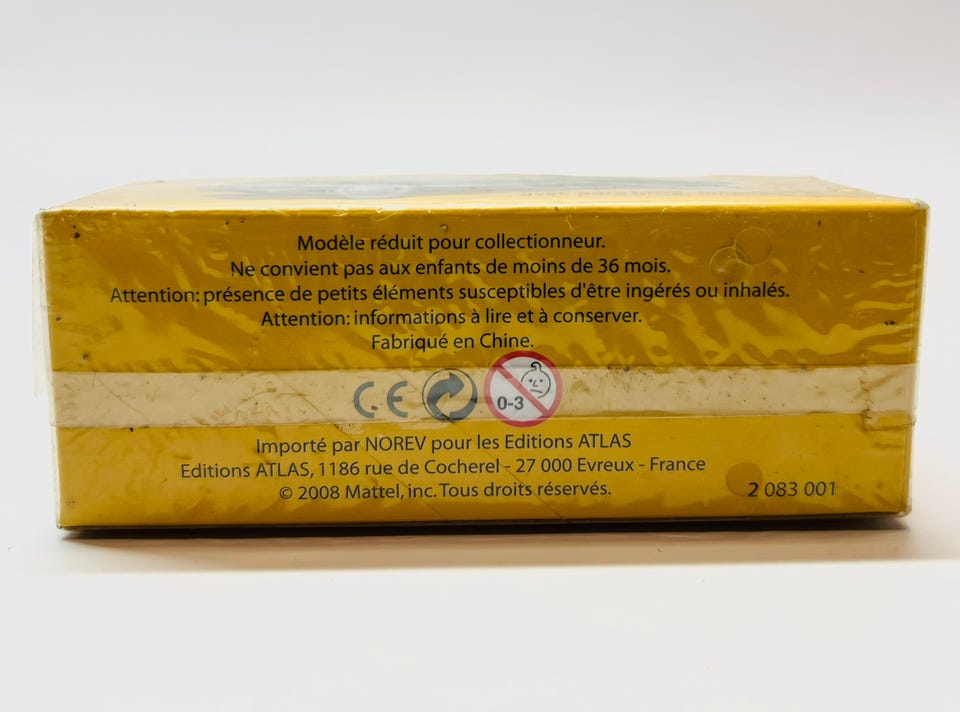 Modèle réduit pour collectionneur.
Ne convient pas aux enfants de moins de 36 mois.
Attention: présence de petits éléments susceptibles d'être ingérés ou inhalés.
Attention: informations à lire et à conserver.
Fabriqué en Chine.
CE 0-3
Importé par NOREV pour les Editions ATLAS
Editions ATLAS, 1186 rue de Cocherel - 27 000 Evreux - France
© 2008 Mattel, inc. Tous droits réservés.
2 083 001